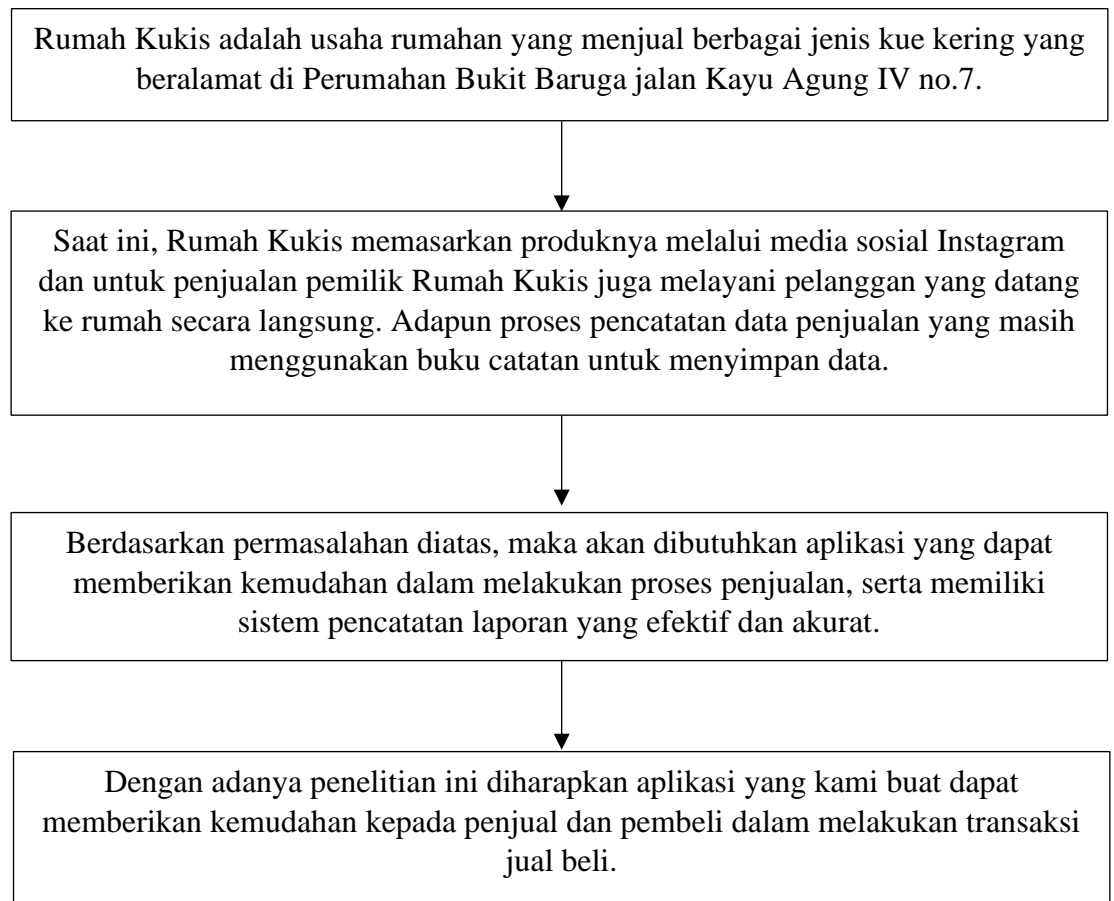 Rumah Kukis adalah usaha rumahan yang menjual berbagai jenis kue kering yang
beralamat di Perumahan Bukit Baruga jalan Kayu Agung IV no.7.
Saat ini, Rumah Kukis memasarkan produknya melalui media sosial Instagram
dan untuk penjualan pemilik Rumah Kukis juga melayani pelanggan yang datang
ke rumah secara langsung. Adapun proses pencatatan data penjualan yang masih
menggunakan buku catatan untuk menyimpan data.
Berdasarkan permasalahan diatas, maka akan dibutuhkan aplikasi yang dapat
memberikan kemudahan dalam melakukan proses penjualan, serta memiliki
sistem pencatatan laporan yang efektif dan akurat.
Dengan adanya penelitian ini diharapkan aplikasi yang kami buat dapat
memberikan kemudahan kepada penjual dan pembeli dalam melakukan transaksi
jual beli.